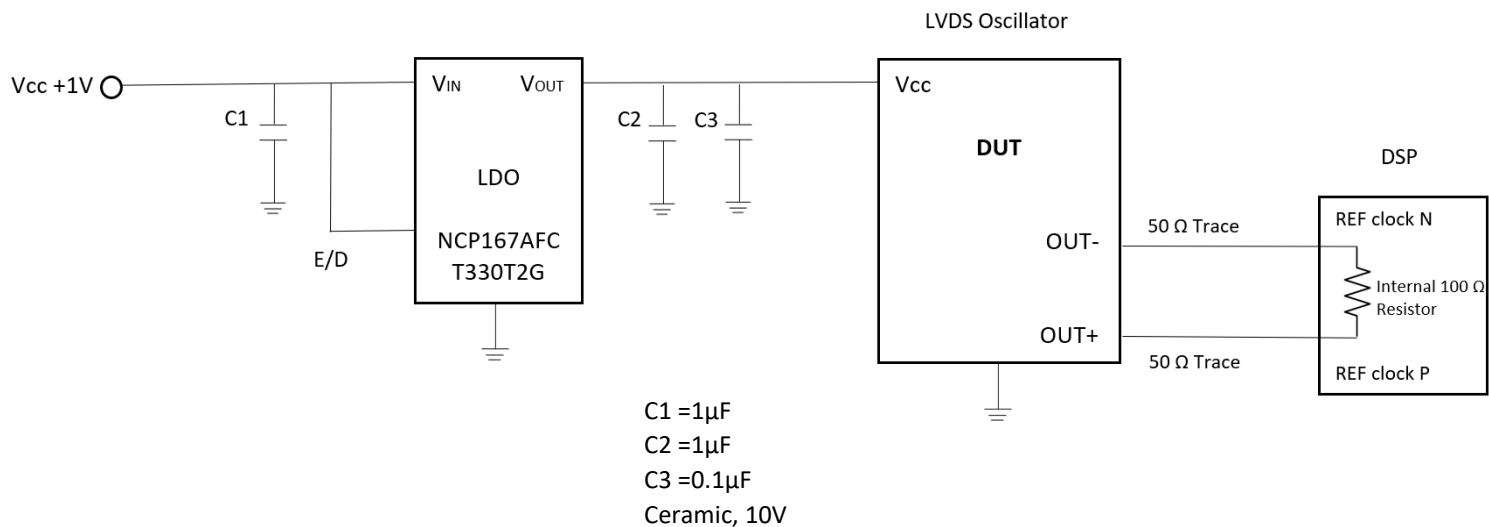 LVDS Oscillator
Vcc +1V
VIN
VOUT
C1
LDO
NCP167AFC
T330T2G
E/D
C2
C3
Vcc
DUT
OUT-
OUT+
50 Ω Trace
50 Ω Trace
DSP
REF clock N
Internal 100 Ω
Resistor
REF clock P
C1 =1µF
C2 =1µF
C3 =0.1µF
Ceramic, 10V